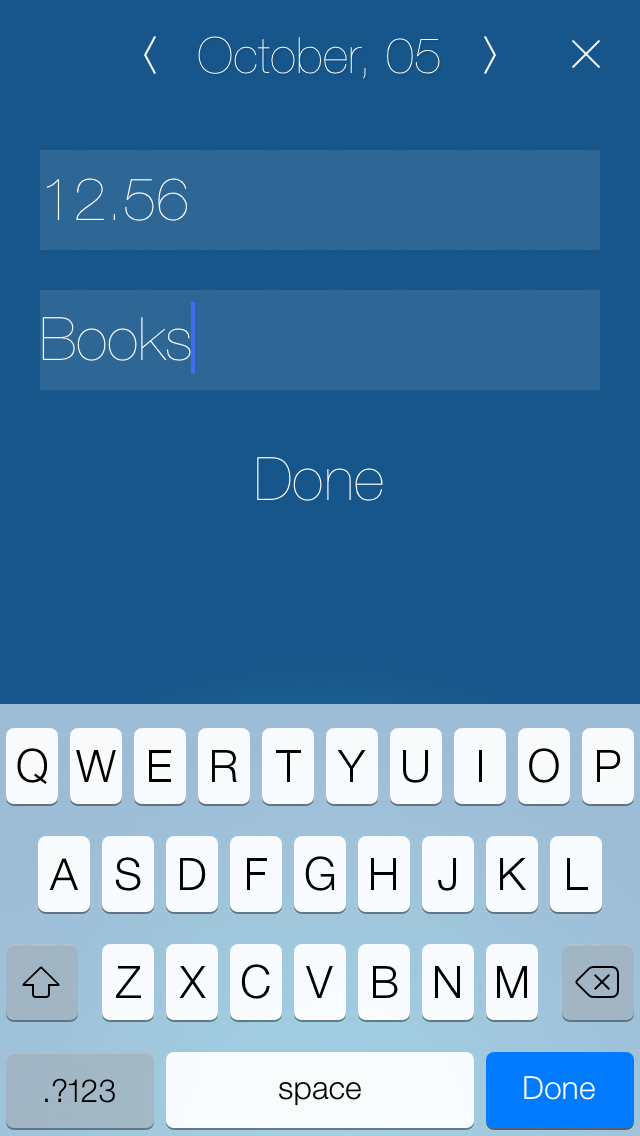 October, 05
12.56
Books
Done
Q W E R T Y U I O P
A S D F G H J K L
Z X C V B N M
.?123 space Done